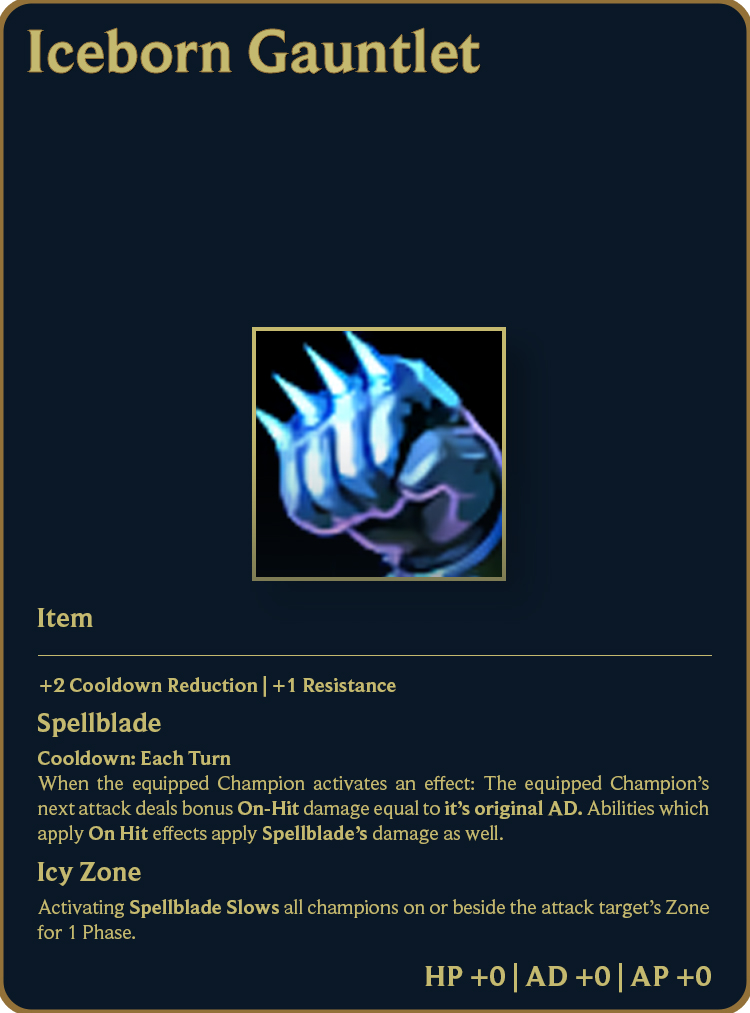 Iceborn Gauntlet
Item
+2 Cooldown Reduction | +1 Resistance
Spellblade
Cooldown: Each Turn
When the equipped Champion activates an effect: The equipped Champion's
next attack deals bonus On-Hit damage equal to it's original AD. Abilities which
apply On Hit effects apply Spellblade's damage as well.
Icy Zone
Activating Spellblade Slows all champions on or beside the attack target's Zone
for 1 Phase.
HP +0 | AD +0 | AP +0